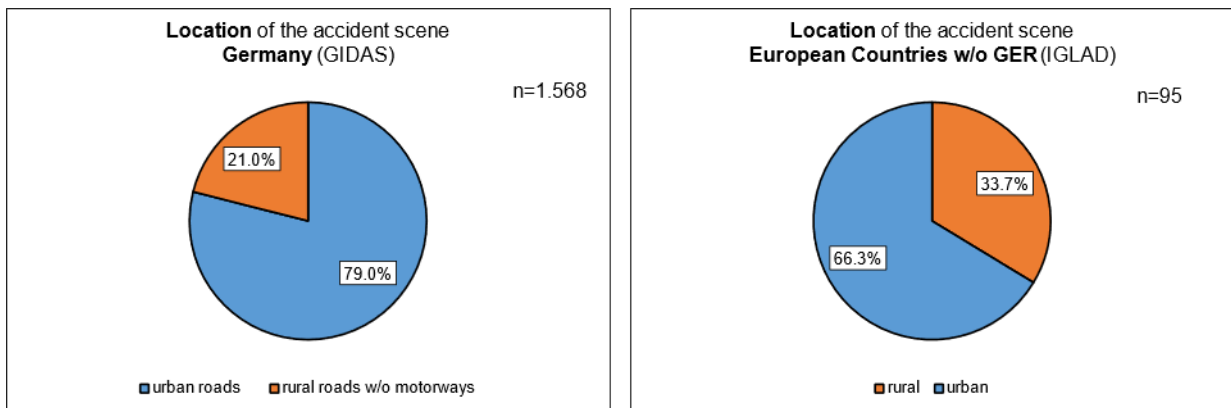 Location of the accident scene
Germany (GIDAS)
n=1.568
21.0%
79.0%
urban roads
rural roads w/o motorways
Location of the accident scene
European Countries w/o GER (IGLAD)
n=95
33.7%
66.3%
rural
urban